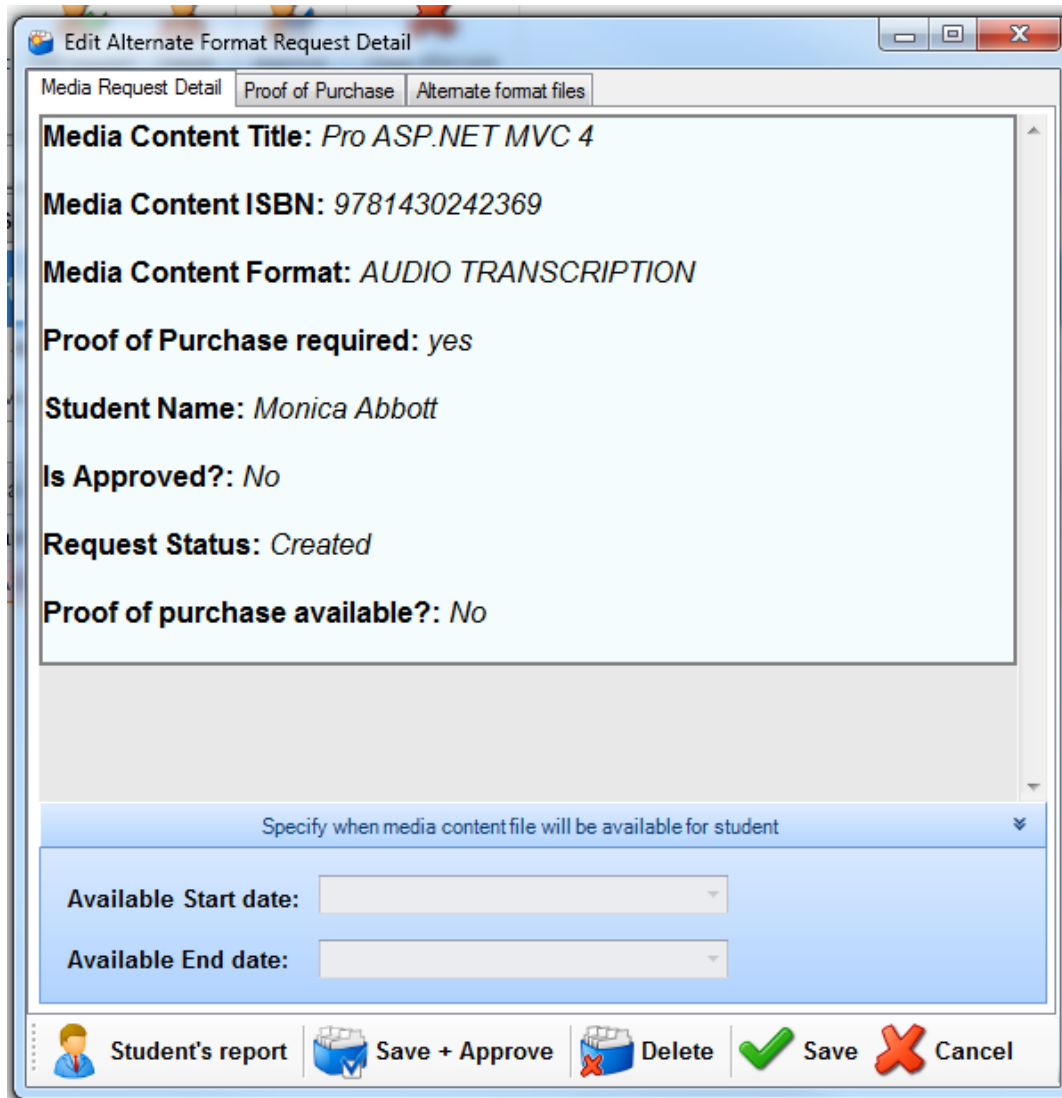 Edit Alternate Format Request Detail
Media Request Detail Proof of Purchase Alternate format files
Media Content Title: Pro ASP.NET MVC 4
Media Content ISBN: 9781430242369
Media Content Format: AUDIO TRANSCRIPTION
Proof of Purchase required: yes
Student Name: Monica Abbott
Is Approved?: No
Request Status: Created
Proof of purchase available?: No
Specify when media content file will be available for student
Available Start date:
Available End date:
Student's report Save + Approve Delete Save Cancel